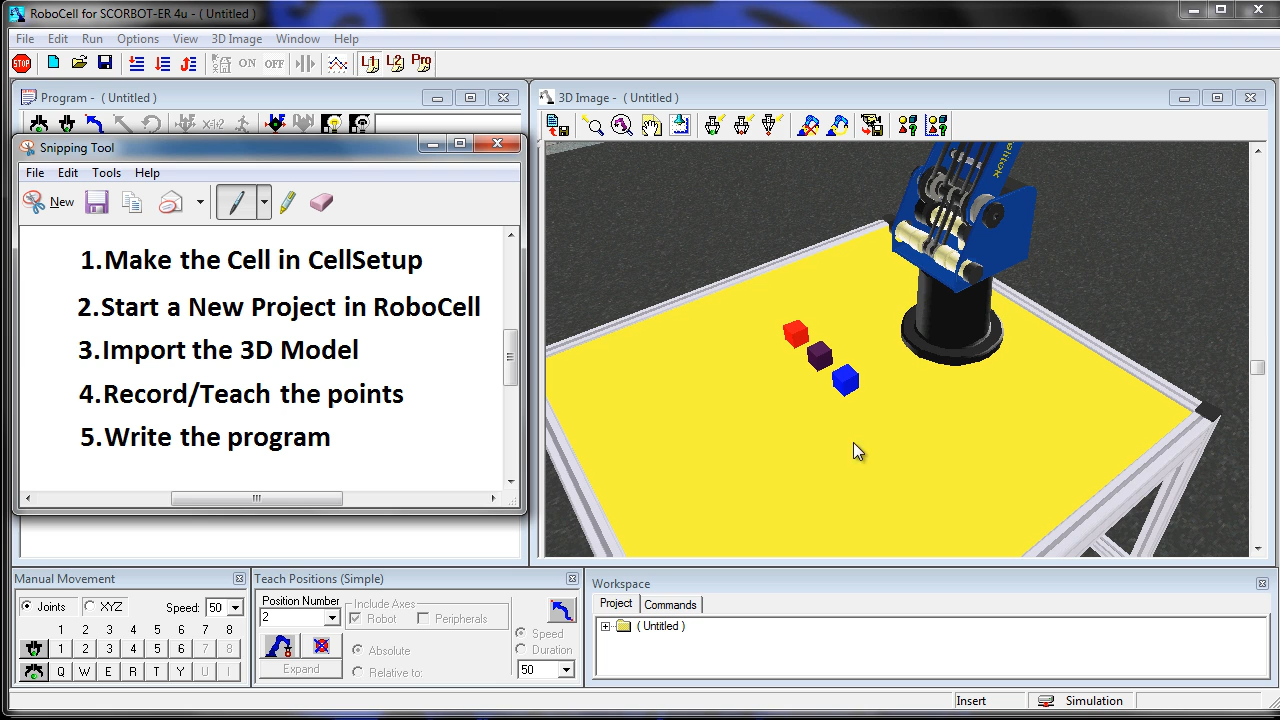 RoboCell for SCORBOT-ER 4u - ( Untitled )
File Edit Run Options View 3D Image Window Help
STOP ON OFF L1 L2 Pro
Program - ( Untitled )
3D Image - ( Untitled )
Snipping Tool
File Edit Tools Help
New
1.Make the Cell in CellSetup
2.Start a New Project in RoboCell
3.Import the 3D Model
4.Record/Teach the points
5.Write the program
Manual Movement
Joints XYZ Speed: 50
1 2 3 4 5 6 7 8
1 2 3 4 5 6 7 8
Q W E R T Y U I
Teach Positions (Simple)
Position Number
2
Include Axes
Robot Peripherals
Absolute
Relative to:
Expand
Speed
Duration
50
Workspace
Project Commands
( Untitled )
Insert Simulation